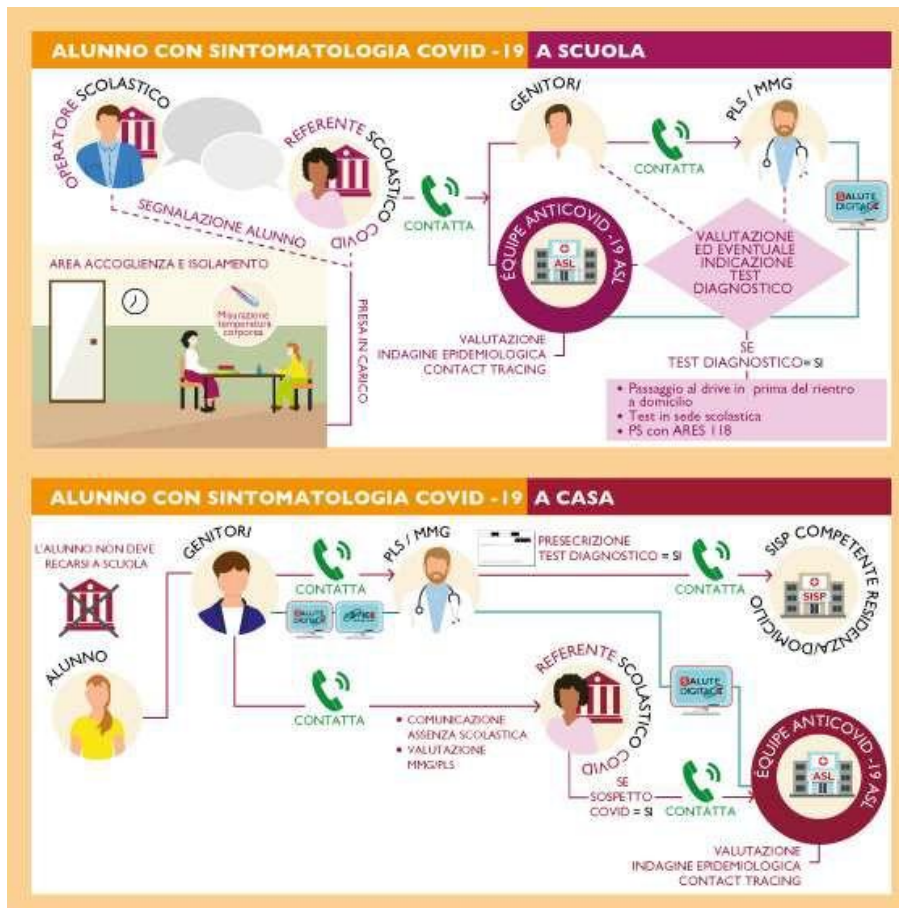 ALUNNO CON SINTOMATOLOGIA COVID -19 A SCUOLA
OPERATORE SCOLASTICO
REFERENTE SCOLASTICO COVID
SEGNALAZIONE ALUNNO
CONTATTA
GENITORI
CONTATTA
PLS / MMG
SALUTE
DIGITALE
ÉQUIPE ANTICOVID -19 ASL
ASL
VALUTAZIONE
ED EVENTUALE
INDICAZIONE
TEST
DIAGNOSTICO
AREA ACCOGLIENZA E ISOLAMENTO
Misurazione
temperatura
corporea
PRESA IN CARICO
VALUTAZIONE
INDAGINE EPIDEMIOLOGICA
CONTACT TRACING
SE
TEST DIAGNOSTICO= SI
• Passaggio al drive in prima del rientro
a domicilio
• Test in sede scolastica
• PS con ARES 118
ALUNNO CON SINTOMATOLOGIA COVID -19 A CASA
L'ALUNNO NON DEVE
RECARSI A SCUOLA
ALUNNO
GENITORI
CONTATTA
SALUTE
DIGITALE
PLS / MMG
PRESECRIZIONE
TEST DIAGNOSTICO = SI
CONTATTA
SISP COMPETENTE RESIDENZA/DOMICILIO
SISP
CONTATTA
• COMUNICAZIONE
ASSENZA SCOLASTICA
• VALUTAZIONE
MMG/PLS
REFERENTE SCOLASTICO COVID
SALUTE
DIGITALE
SE
SOSPETTO
COVID = SI
CONTATTA
ÉQUIPE ANTICOVID -19 ASL
ASL
VALUTAZIONE
INDAGINE EPIDEMIOLOGICA
CONTACT TRACING